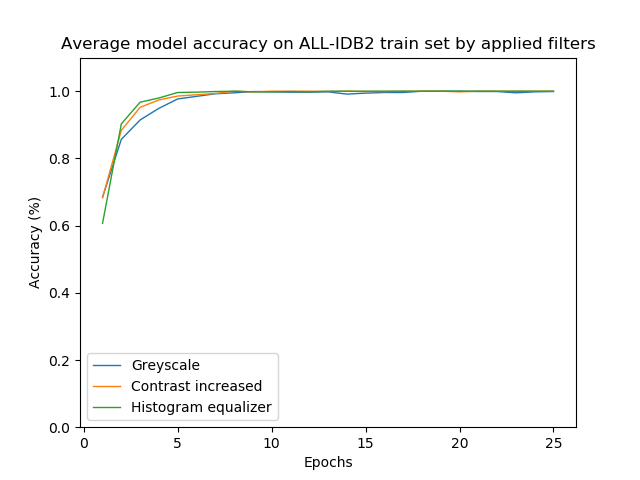 Average model accuracy on ALL-IDB2 train set by applied filters
Accuracy (%)
1.0
0.8
0.6
0.4
0.2
0.0
Greyscale
Contrast increased
Histogram equalizer
0
5
10
15
20
25
Epochs